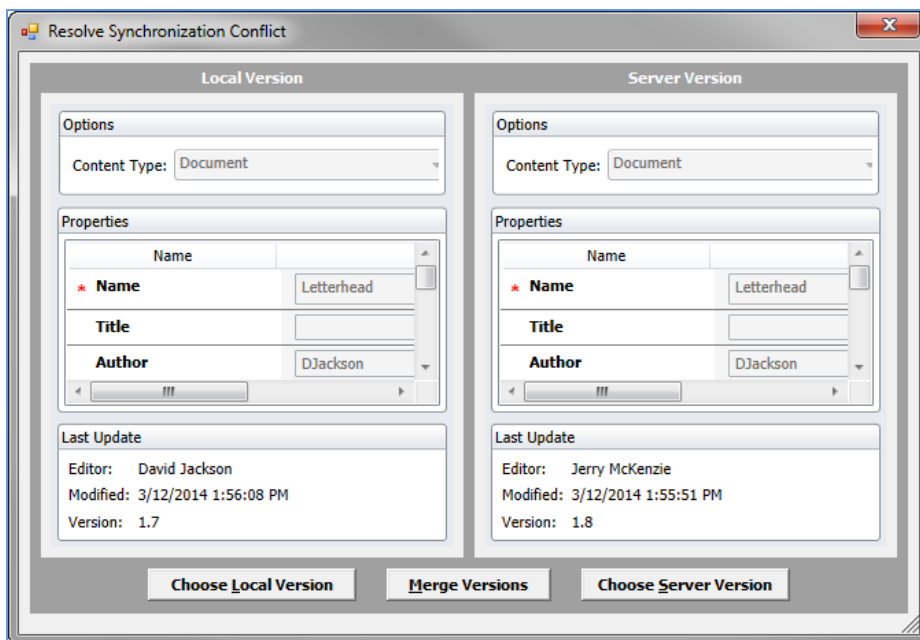 Resolve Synchronization Conflict
Local Version
Options
Content Type: Document
Properties
Name
* Name Letterhead
Title
Author DJackson
Last Update
Editor: David Jackson
Modified: 3/12/2014 1:56:08 PM
Version: 1.7
Server Version
Options
Content Type: Document
Properties
Name
* Name Letterhead
Title
Author DJackson
Last Update
Editor: Jerry McKenzie
Modified: 3/12/2014 1:55:51 PM
Version: 1.8
Choose Local Version
Merge Versions
Choose Server Version